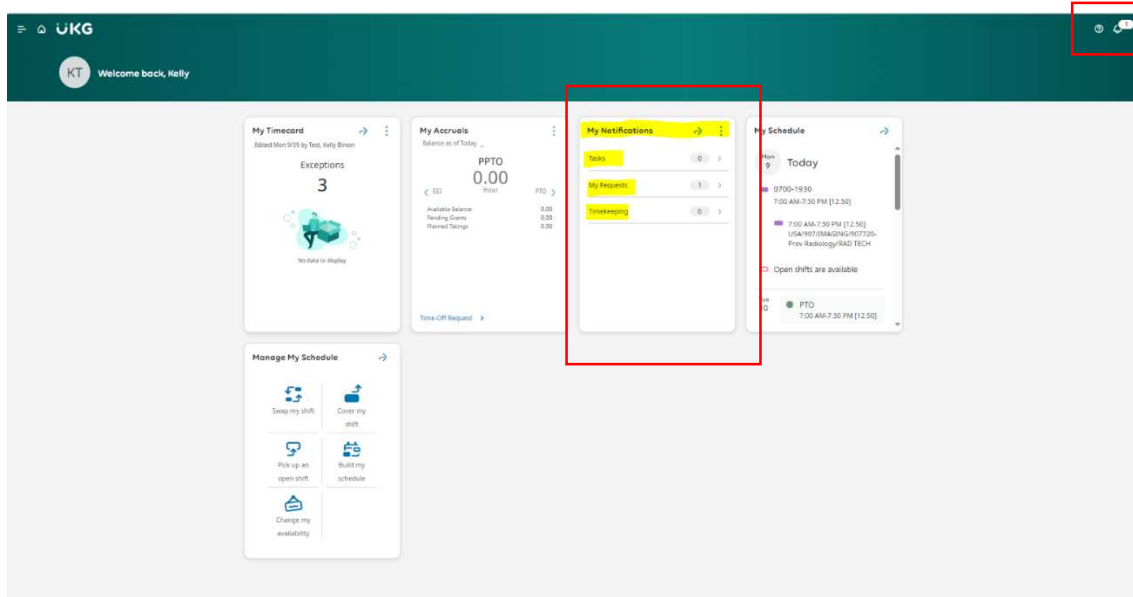 ÜKG
1
KT
Welcome back, Kelly
My Timecard
Edited Mon 9/09 by Test, Kelly Binion
Exceptions
3
No data to display
My Accruals
Balance as of Today
PPTO
0.00
Hour
PTO
Available Balance 0.00
Pending Grants 0.00
Planned Takings 0.00
Time-Off Request
My Notifications
Tasks 0
My Requests 1
Timekeeping 0
My Schedule
Mon
9
Today
0700-1930
7:00 AM-7:30 PM [12.50]
7:00 AM-7:30 PM [12.50]
USA/907/IMAGING/907720-
Prov Radiology/RAD TECH
Open shifts are available
PTO
7:00 AM-7:30 PM [12.50]
Manage My Schedule
Swap my shift
Cover my
shift
Pick up an
open shift
Build my
schedule
Change my
availability